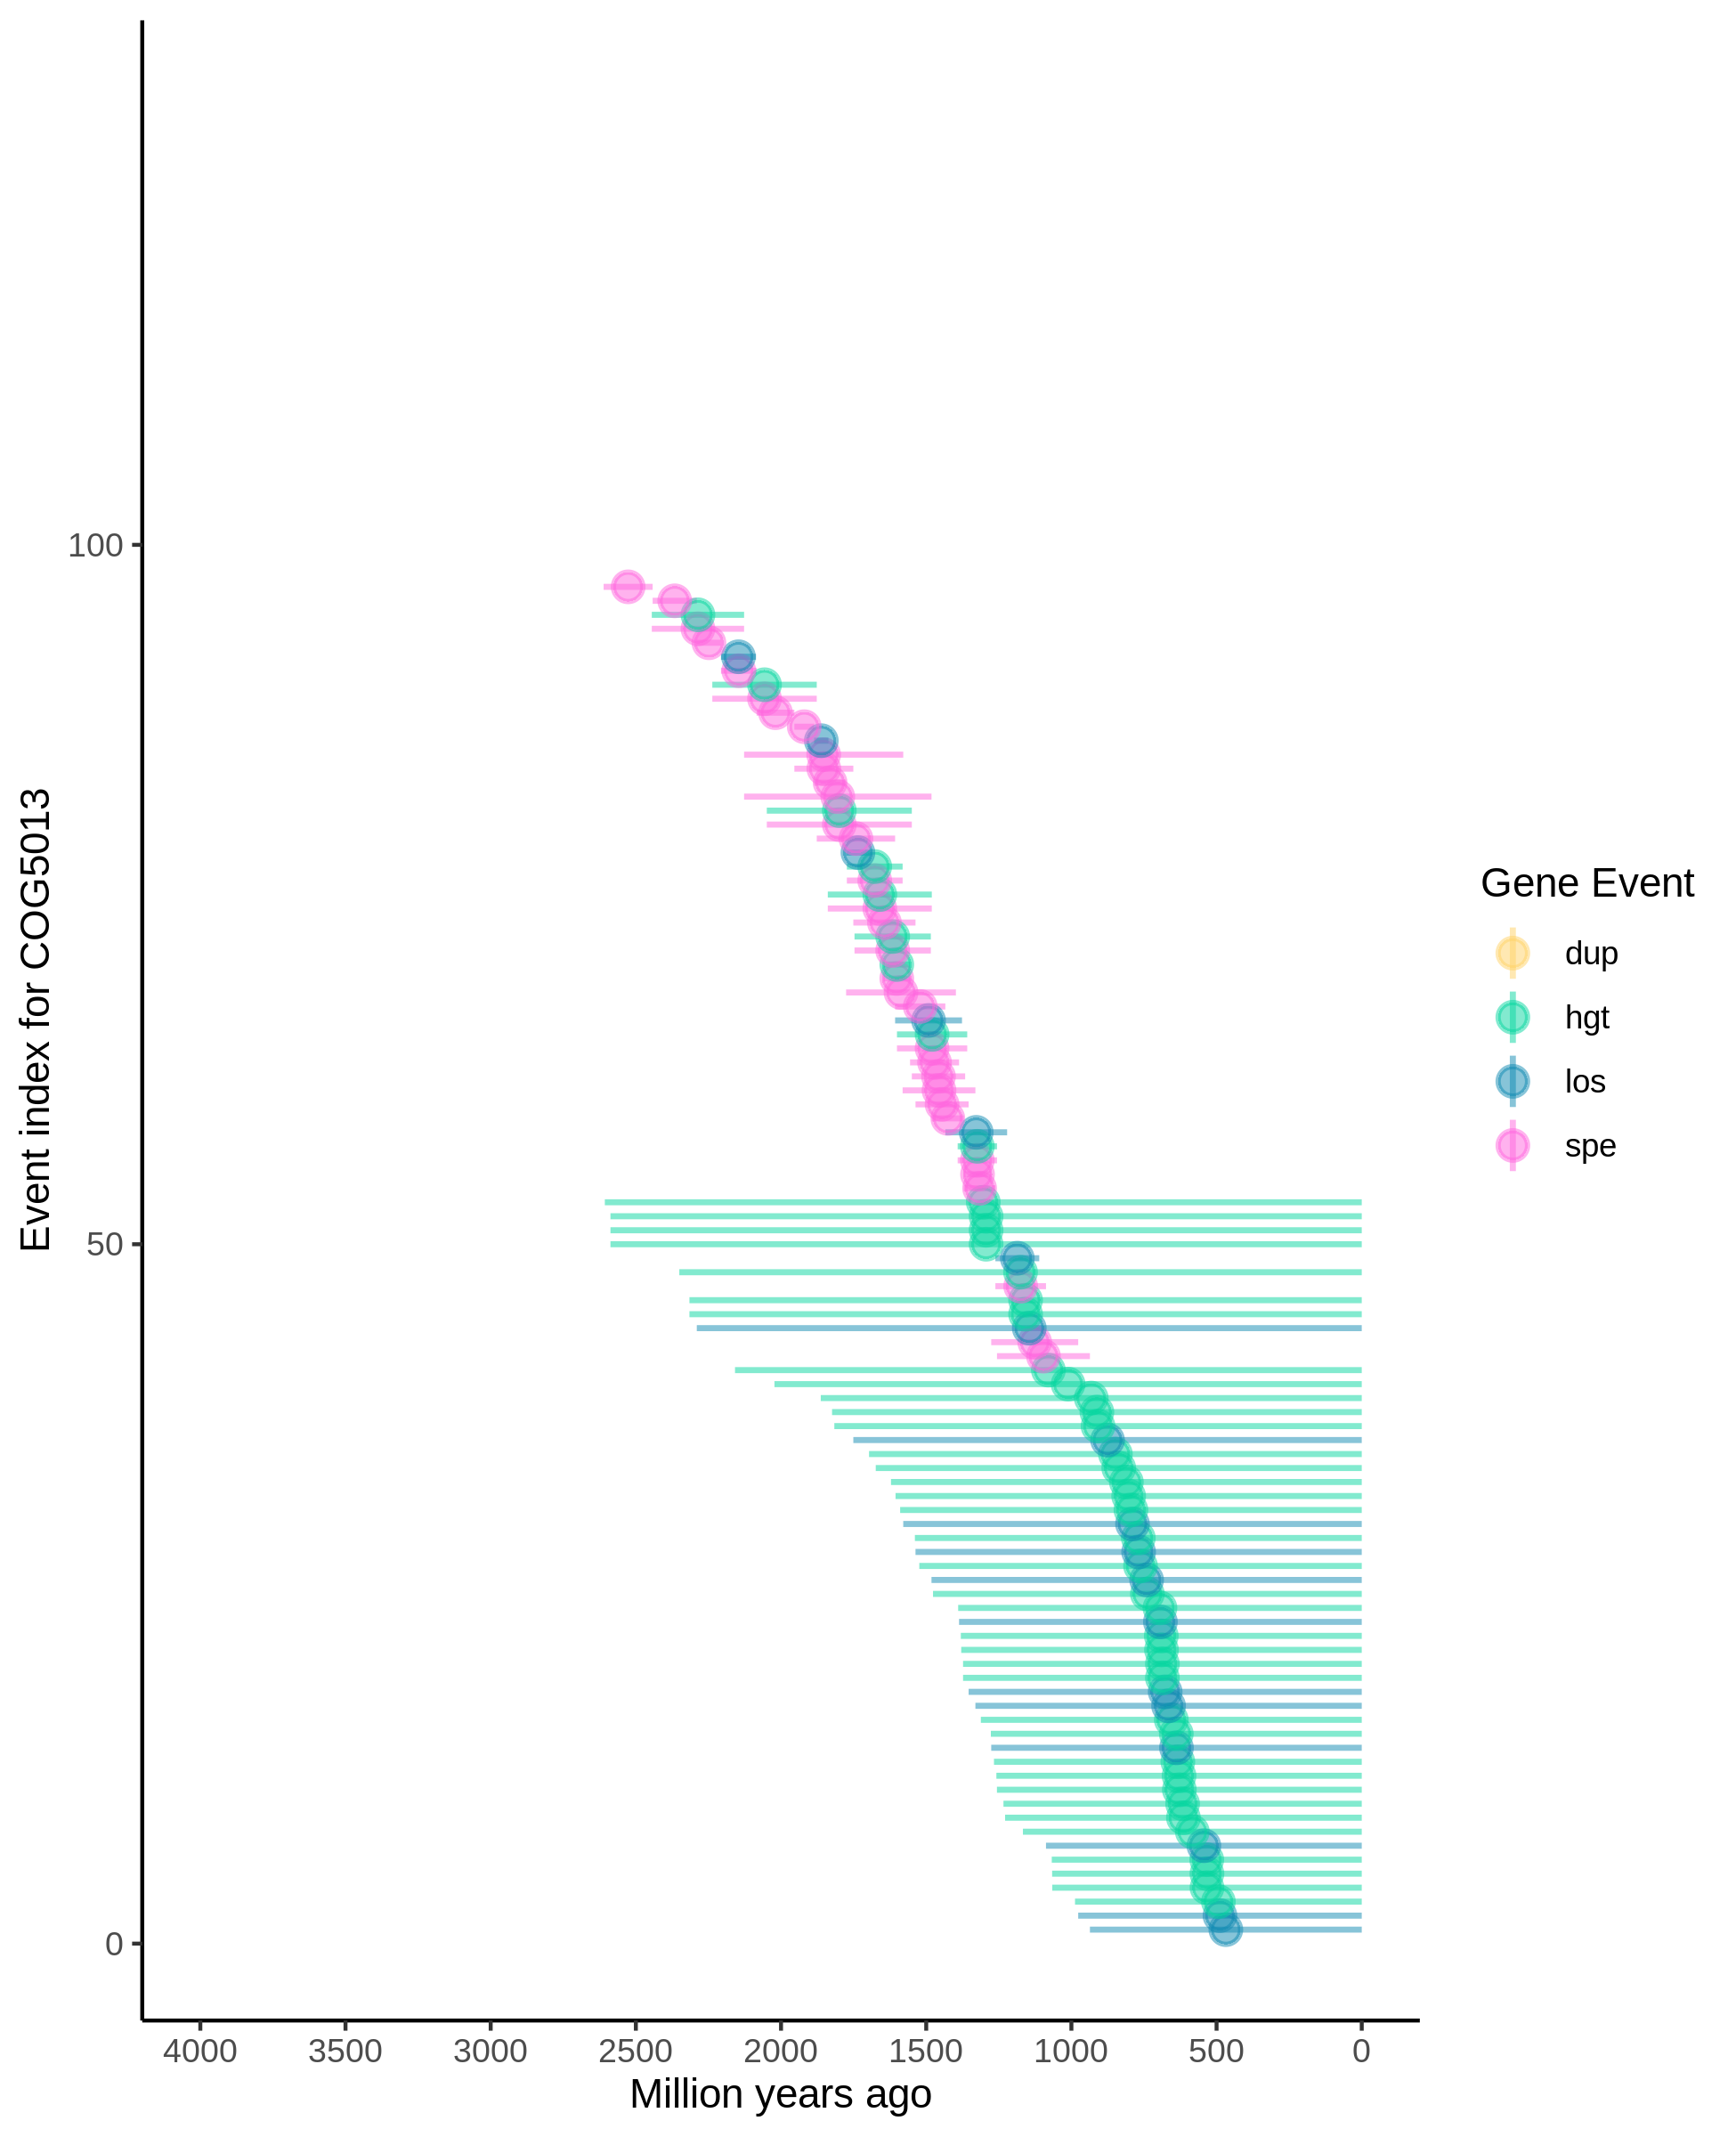 Event index for COG5013
100
50
0
4000 3500 3000 2500 2000 1500 1000 500 0
Million years ago
Gene Event
dup
hgt
los
spe